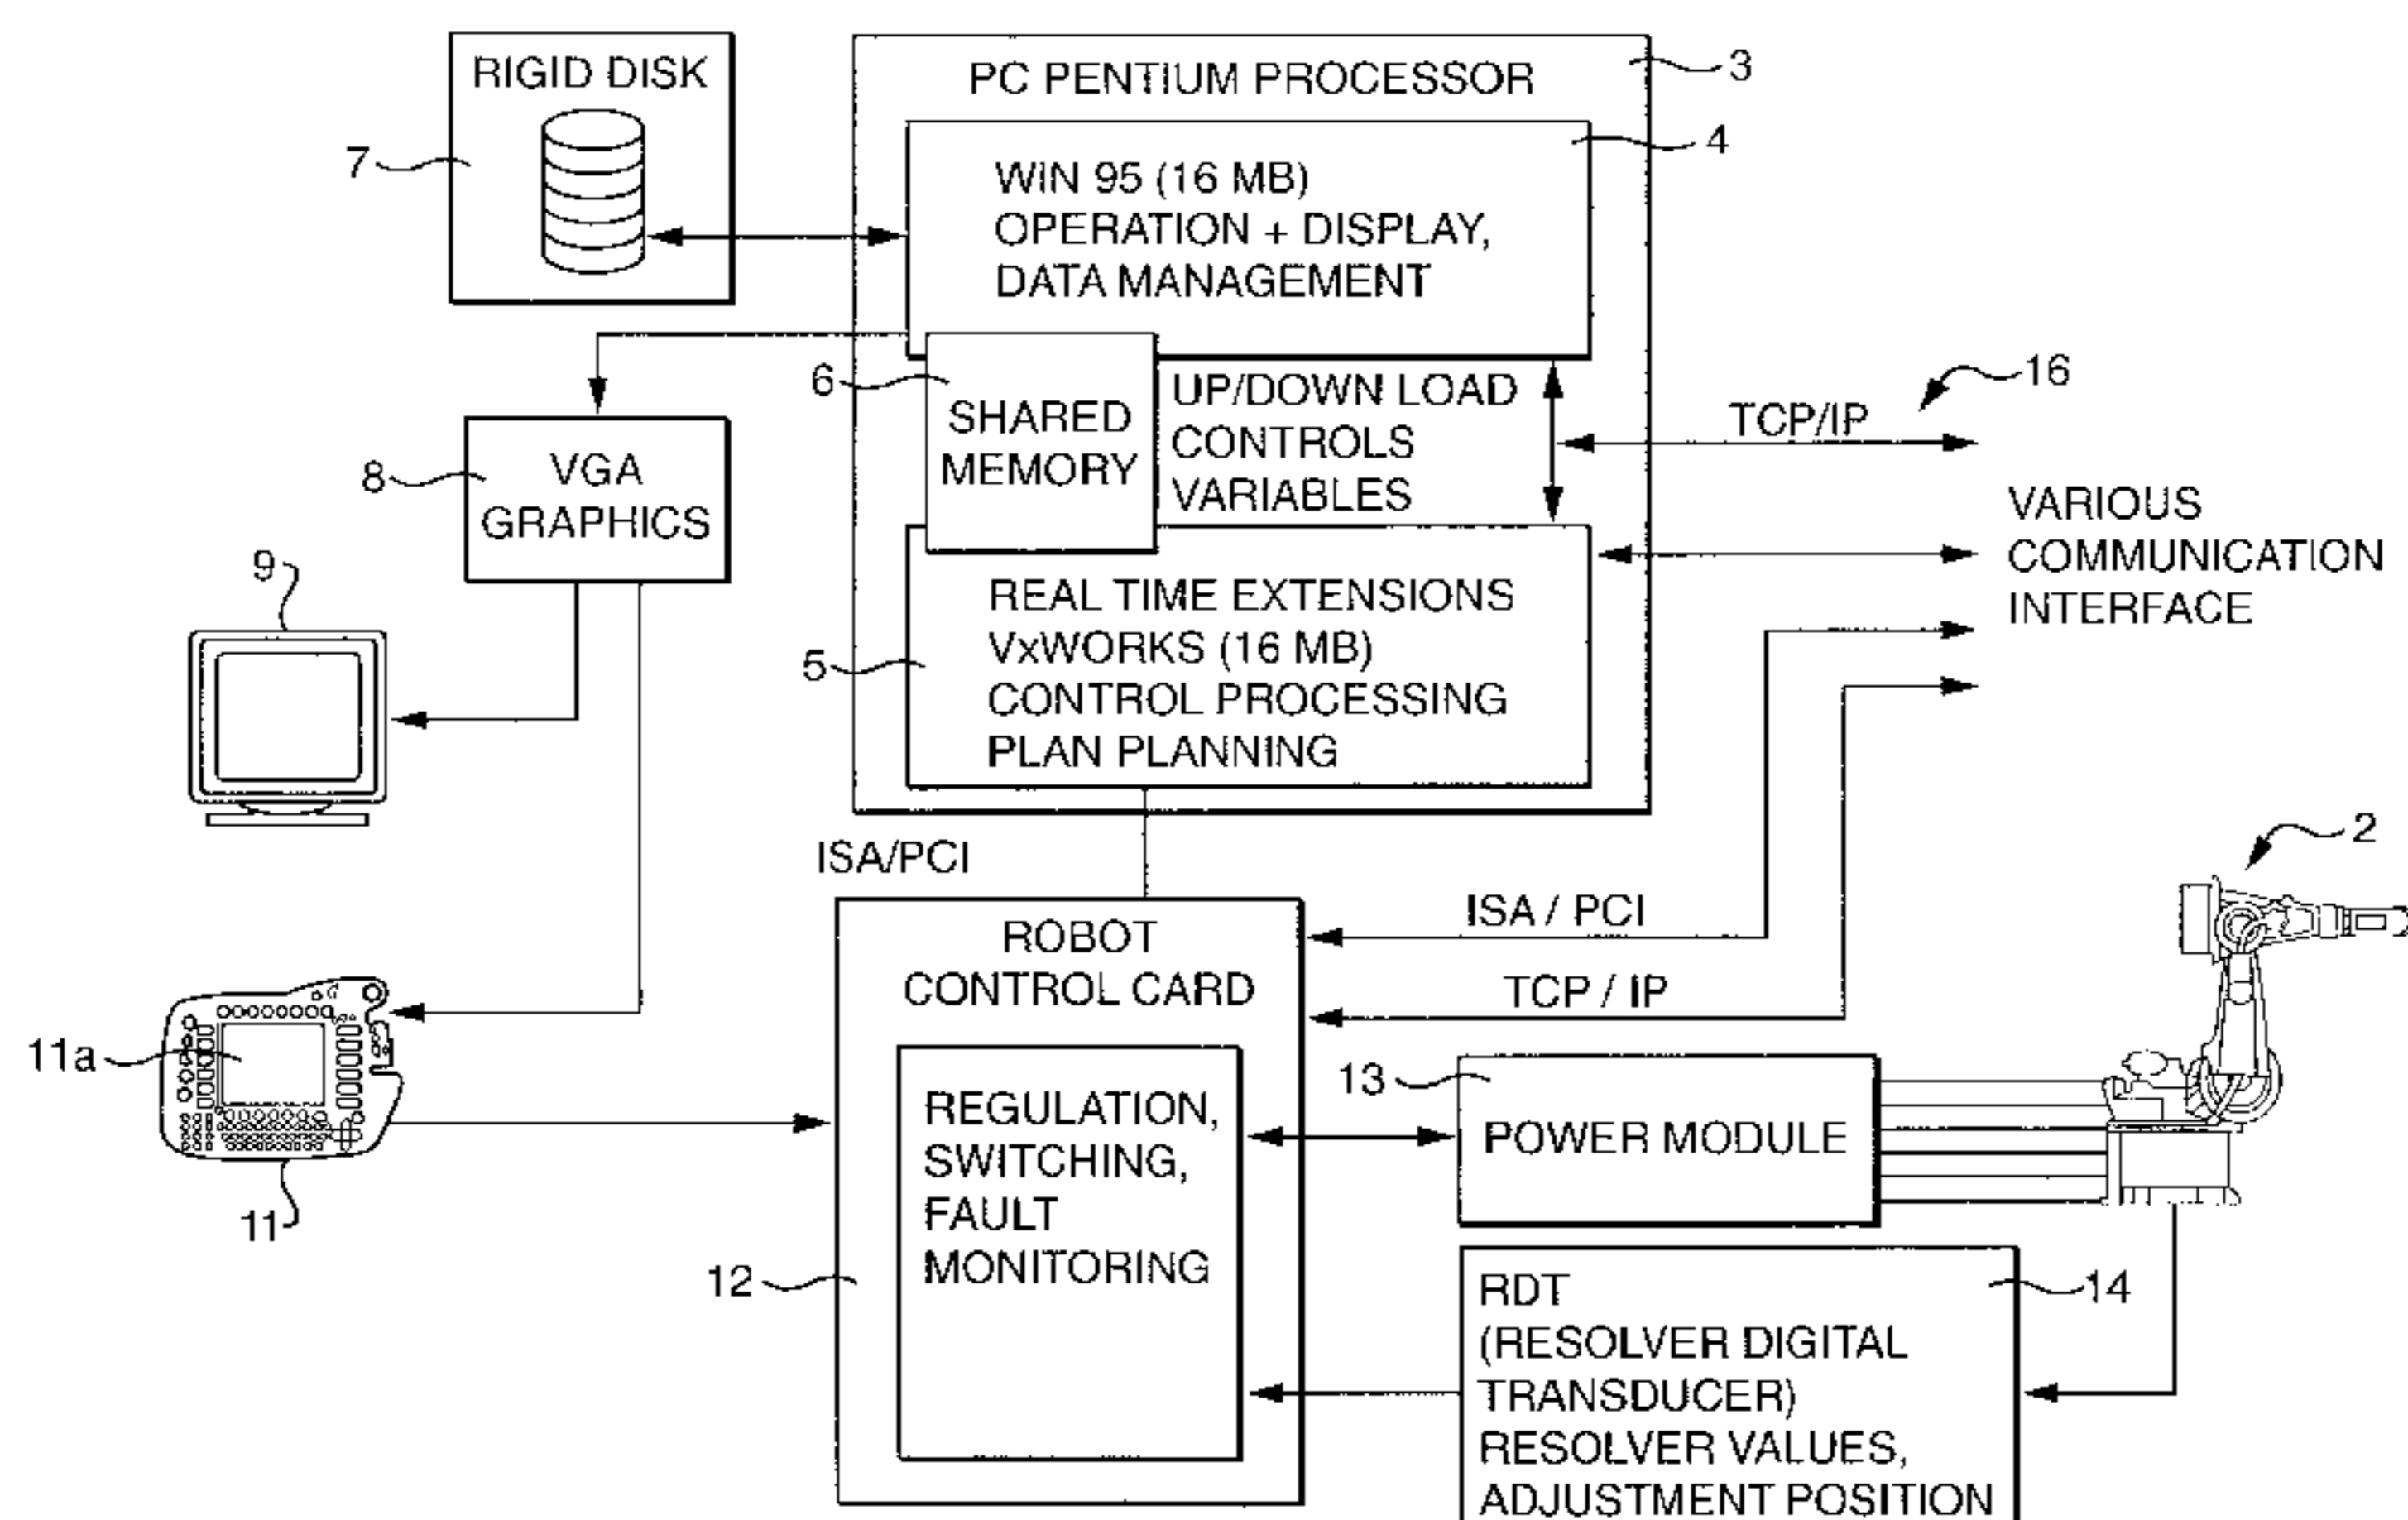 RIGID DISK
7
PC PENTIUM PROCESSOR
3
4
WIN 95 (16 MB)
OPERATION + DISPLAY,
DATA MANAGEMENT
6
SHARED
MEMORY
UP/DOWN LOAD
CONTROLS
VARIABLES
16
TCP/IP
8
VGA
GRAPHICS
VARIOUS
COMMUNICATION
INTERFACE
9
5
REAL TIME EXTENSIONS
VxWORKS (16 MB)
CONTROL PROCESSING
PLAN PLANNING
2
ISA/PCI
ROBOT
CONTROL CARD
ISA / PCI
TCP / IP
11a
11
12
REGULATION,
SWITCHING,
FAULT
MONITORING
13
POWER MODULE
14
RDT
(RESOLVER DIGITAL
TRANSDUCER)
RESOLVER VALUES,
ADJUSTMENT POSITION